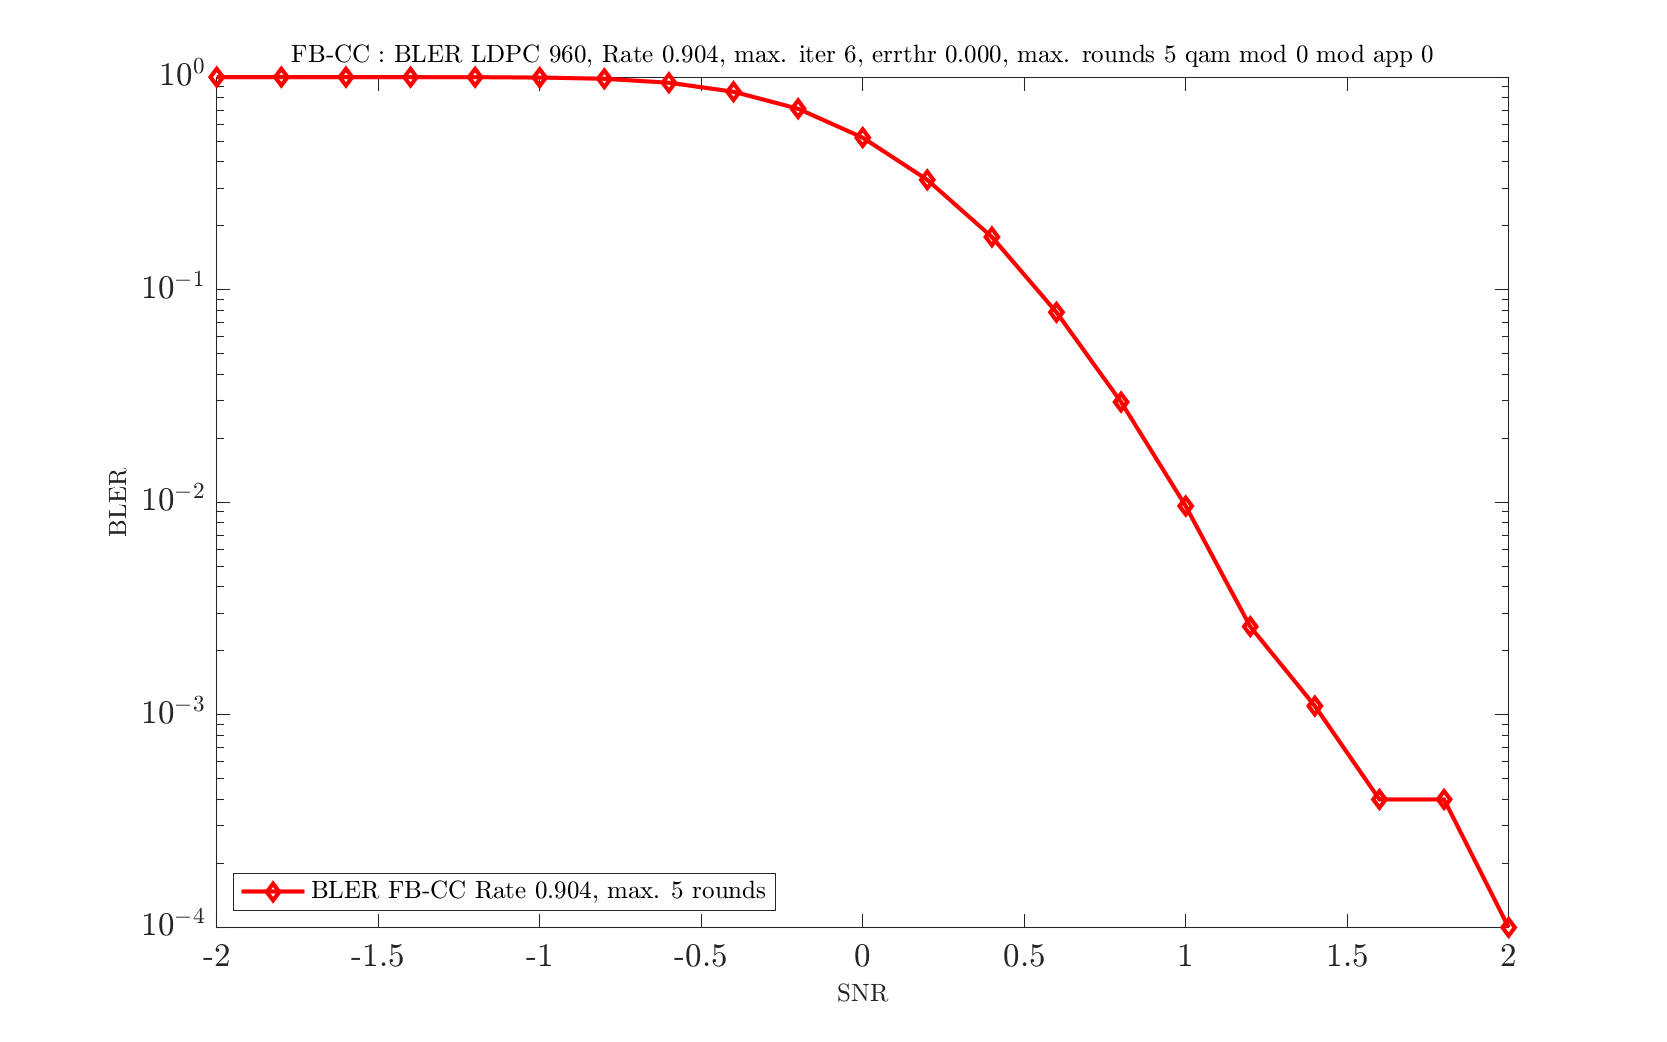 FB-CC : BLER LDPC 960, Rate 0.904, max. iter 6, errthr 0.000, max. rounds 5 qam mod 0 mod app 0
10^0
10^{-1}
10^{-2}
10^{-3}
10^{-4}
BLER
BLER FB-CC Rate 0.904, max. 5 rounds
-2 -1.5 -1 -0.5 0 0.5 1 1.5 2
SNR